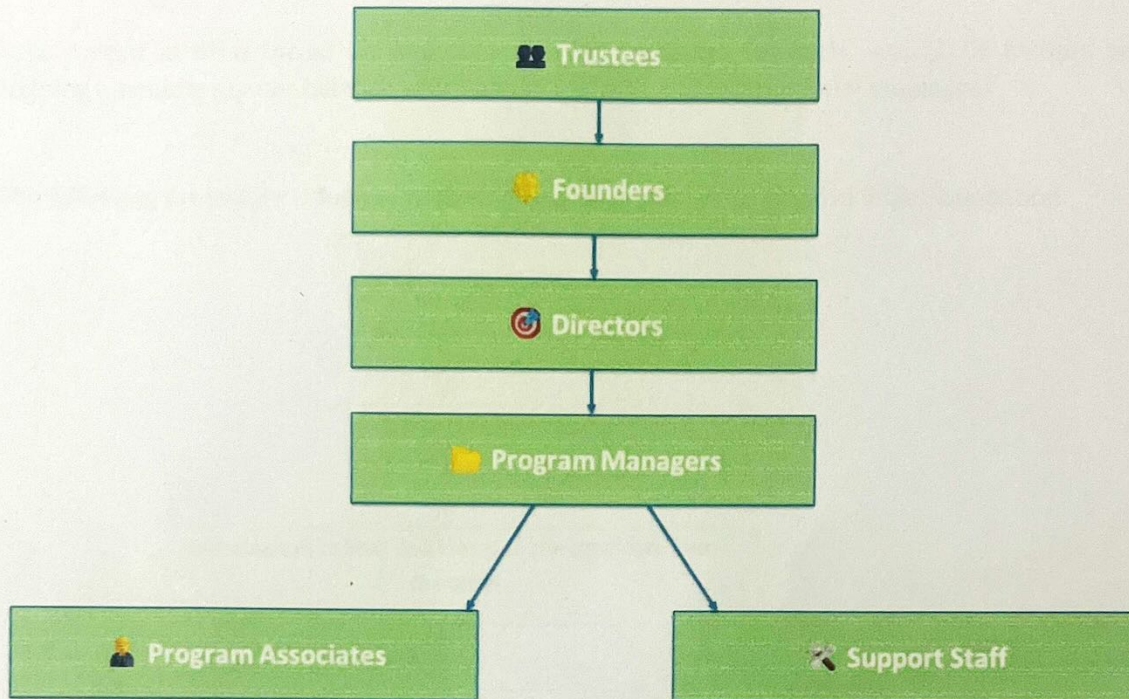 Trustees
Founders
Directors
Program Managers
Program Associates
Support Staff